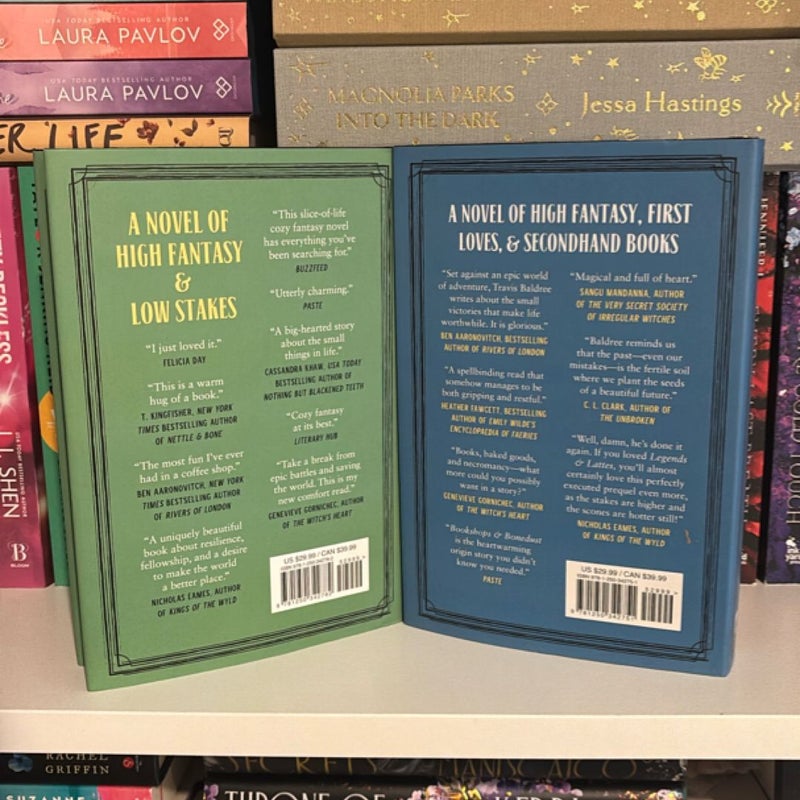 USA TODAY BESTSELLING AUTHOR
LAURA PAVLOV
USA TODAY BESTSELLING AUTHOR
LAURA PAVLOV
ER LIFE
MAGNOLIA PARKS
INTO THE DARK
Jessa Hastings
A NOVEL OF
HIGH FANTASY
&
LOW STAKES
"I just loved it."
FELICIA DAY
"This is a warm
hug of a book."
T. KINGFISHER, NEW YORK
TIMES BESTSELLING AUTHOR
OF NETTLE & BONE
"The most fun I've ever
had in a coffee shop."
BEN AARONOVITCH, NEW YORK
TIMES BESTSELLING AUTHOR
OF RIVERS OF LONDON
"A uniquely beautiful
book about resilience,
fellowship, and a desire
to make the world
a better place."
NICHOLAS EAMES, AUTHOR
OF KINGS OF THE WYLD
"This slice-of-life
cozy fantasy novel
has everything you've
been searching for."
BUZZFEED
"Utterly charming."
PASTE
"A big-hearted story
about the small
things in life."
CASSANDRA KHAW, USA TODAY
BESTSELLING AUTHOR OF
NOTHING BUT BLACKENED TEETH
"Cozy fantasy
at its best."
LITERARY HUB
"Take a break from
epic battles and saving
the world. This is my
new comfort read."
GENEVIEVE GORNICHEC, AUTHOR
OF THE WITCH'S HEART
US $29.99 / CAN $39.99
52999
A NOVEL OF HIGH FANTASY, FIRST
LOVES, & SECONDHAND BOOKS
"Set against an epic world
of adventure, Travis Baldree
writes about the small
victories that make life
worthwhile. It is glorious."
BEN AARONOVITCH, BESTSELLING
AUTHOR OF RIVERS OF LONDON
"A spellbinding read that
somehow manages to be
both gripping and restful."
HEATHER FAWCETT, BESTSELLING
AUTHOR OF EMILY WILDE'S
ENCYCLOPAEDIA OF FAERIES
"Books, baked goods,
and necromancy—what
more could you possibly
want in a story?"
GENEVIEVE GORNICHEC, AUTHOR
OF THE WITCH'S HEART
"Bookshops & Bonedust
is the heartwarming
origin story you didn't
know you needed."
PASTE
"Magical and full of heart."
SANGU MANDANNA, AUTHOR
OF THE VERY SECRET SOCIETY
OF IRREGULAR WITCHES
"Baldree reminds us
that the past—even our
mistakes—is the fertile soil
where we plant the seeds
of a beautiful future."
C. L. CLARK, AUTHOR OF
THE UNBROKEN
"Well, damn, he's done it
again. If you loved Legends
& Lattes, you'll almost
certainly love this perfectly
executed prequel even more,
as the stakes are higher and
the scones are hotter still!"
NICHOLAS EAMES, AUTHOR
OF KINGS OF THE WYLD
US $29.99 / CAN $39.99
52999
L.J. SHEN
B
BLOOM
RACHEL
GRIFFIN
SUZANNE
SECRETS
THRONE OF